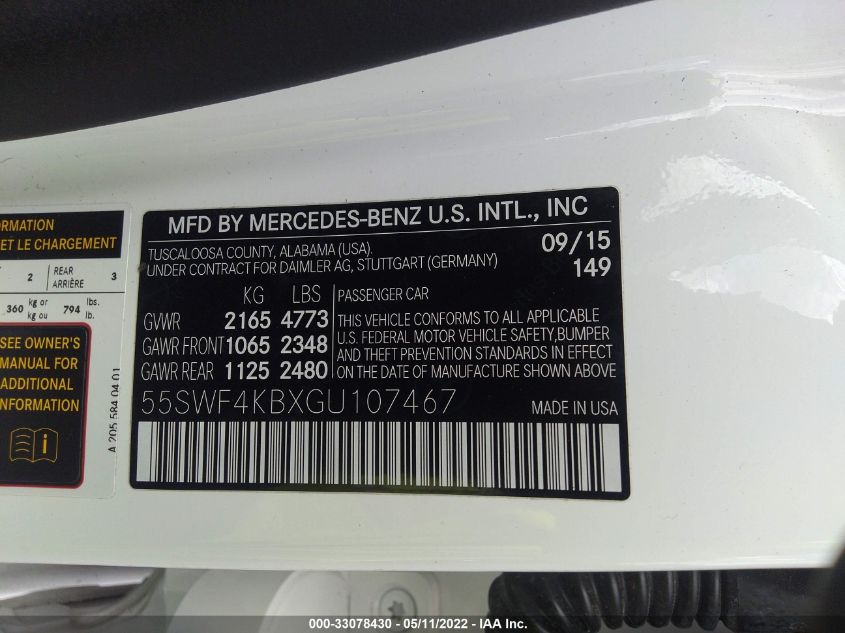 ORMATION
ET LE CHARGEMENT
2 REAR ARRIÈRE 3
360 kg or kg ou 794 lbs. lb.
SEE OWNER'S
MANUAL FOR
ADDITIONAL
INFORMATION
A 205 584 04 01
MFD BY MERCEDES-BENZ U.S. INTL., INC
TUSCALOOSA COUNTY, ALABAMA (USA).
UNDER CONTRACT FOR DAIMLER AG, STUTTGART (GERMANY)
09/15
149
KG LBS
GVWR 2165 4773
GAWR FRONT 1065 2348
GAWR REAR 1125 2480
PASSENGER CAR
THIS VEHICLE CONFORMS TO ALL APPLICABLE
U.S. FEDERAL MOTOR VEHICLE SAFETY,BUMPER
AND THEFT PREVENTION STANDARDS IN EFFECT
ON THE DATE OF MANUFACTURE SHOWN ABOVE
55SWF4KBXGU107467
MADE IN USA
000-33078430 - 05/11/2022 - IAA Inc.